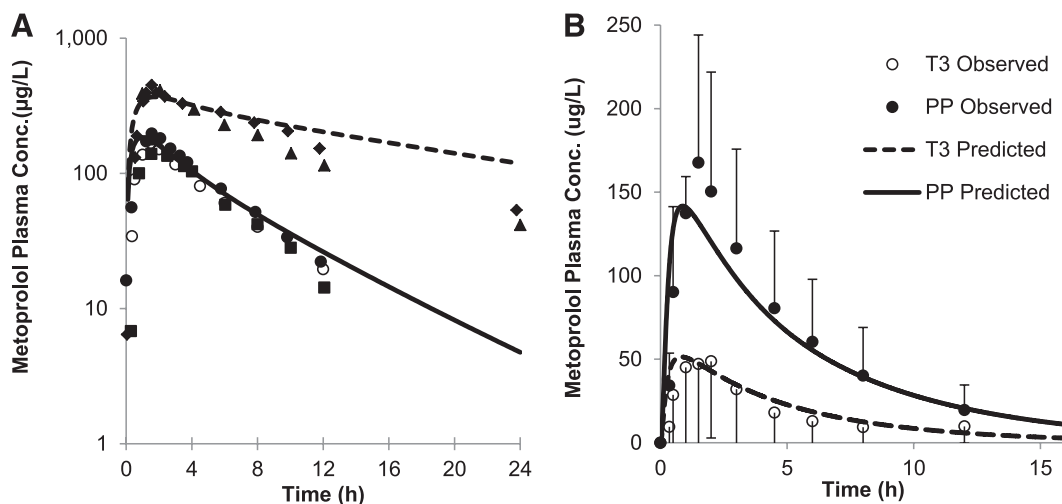 A
1,000
100
10
1
Metoprolol Plasma Conc.(µg/L)
0 4 8 12 16 20 24
Time (h)
B
250
200
150
100
50
0
Metoprolol Plasma Conc. (ug/L)
0 5 10 15
Time (h)
T3 Observed
PP Observed
T3 Predicted
PP Predicted